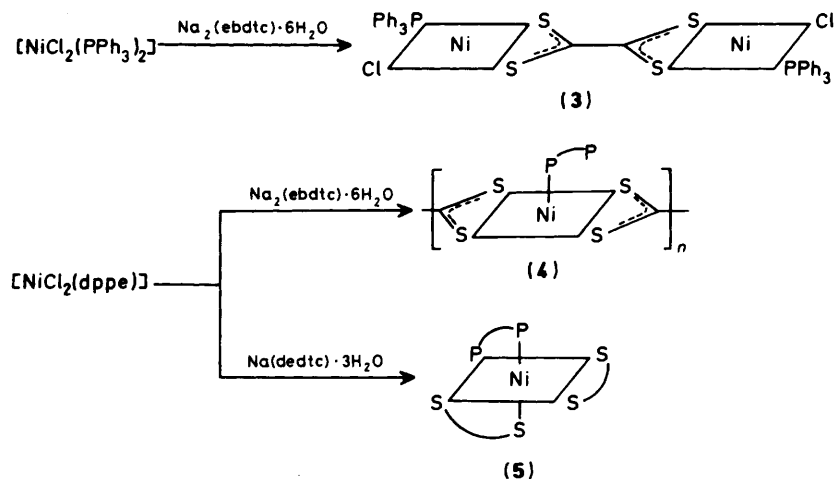 [NiCl₂(PPh₃)₂] Na₂(ebdtc)·6H₂O Ph₃P Ni Cl S S S S Ni Cl PPh₃
(3)
Na₂(ebdtc)·6H₂O [ S S P P Ni S S ]n
(4)
[NiCl₂(dppe)]
Na(dedtc)·3H₂O P P Ni S S S S
(5)